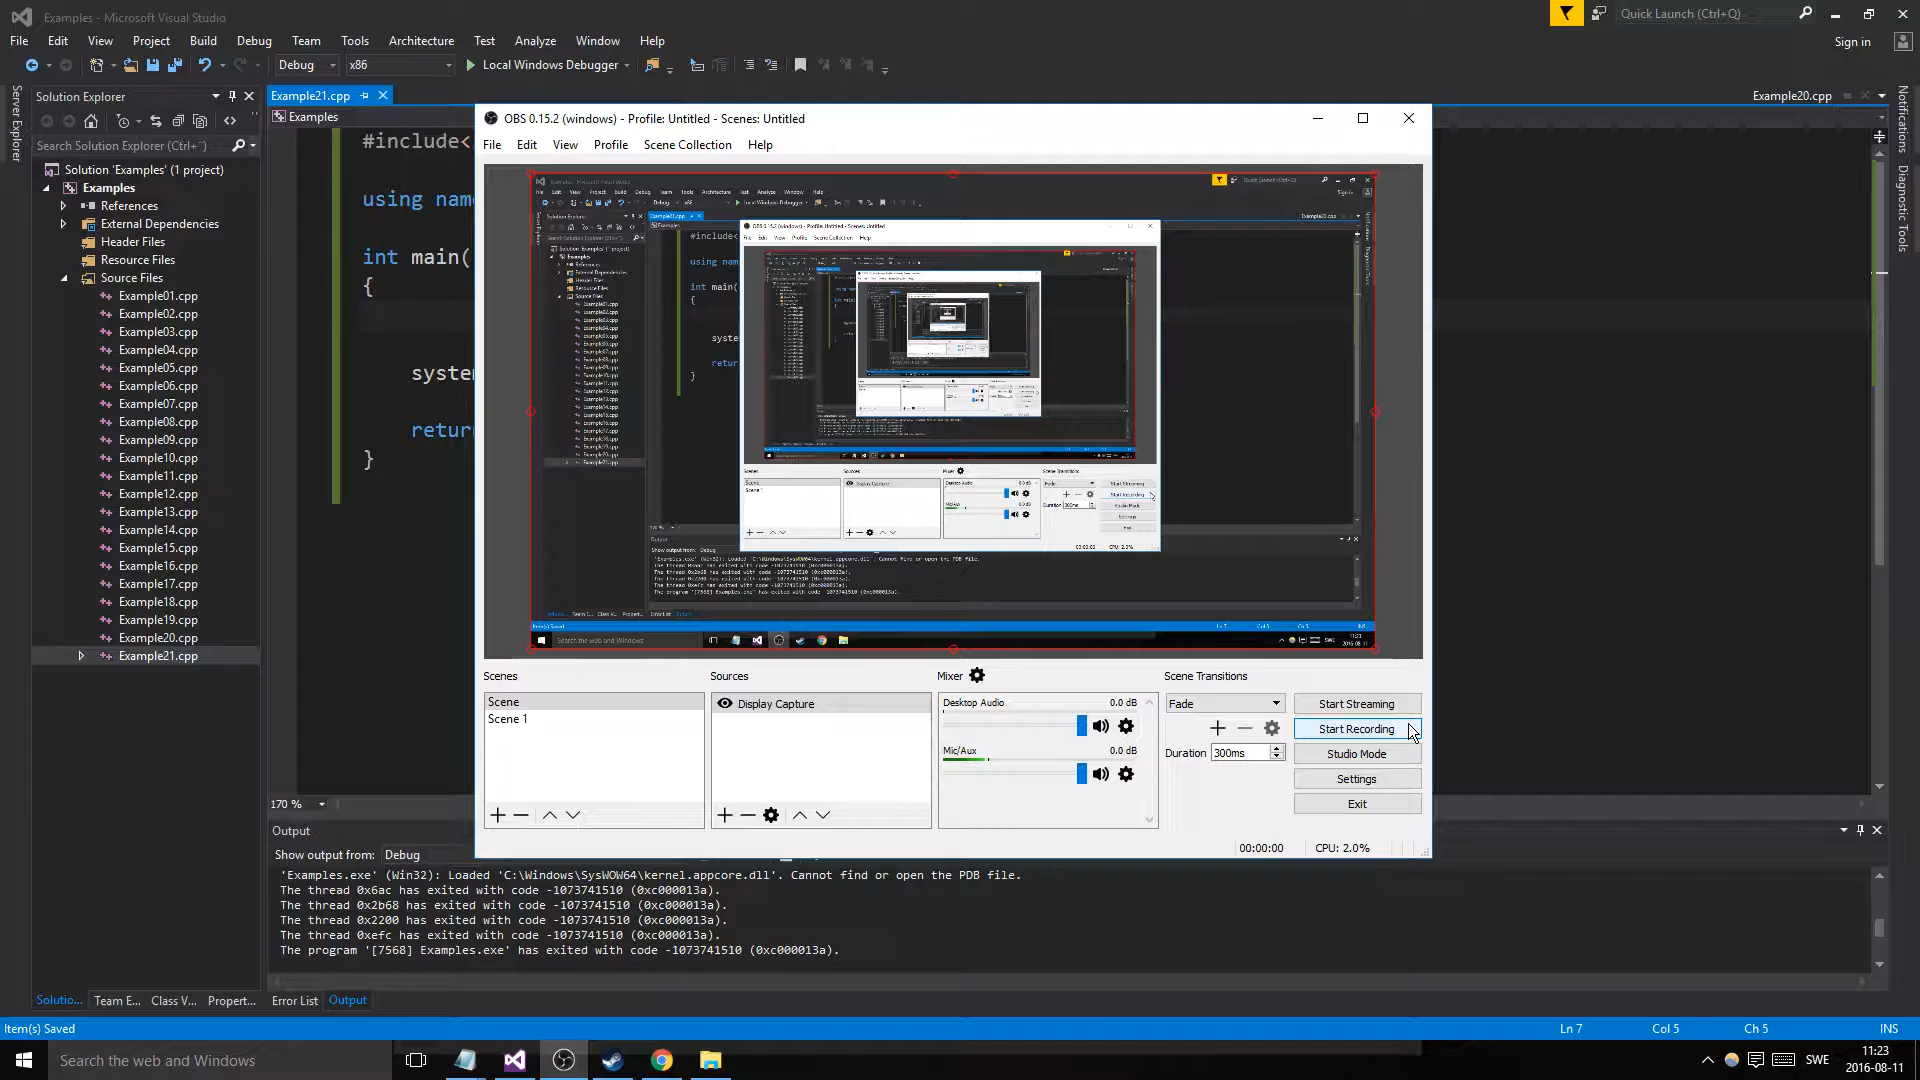 Examples - Microsoft Visual Studio
Quick Launch (Ctrl+Q)
File Edit View Project Build Debug Team Tools Architecture Test Analyze Window Help
Sign in
Debug x86 Local Windows Debugger
Server Explorer
Solution Explorer
Search Solution Explorer (Ctrl+¨)
Solution 'Examples' (1 project)
Examples
References
External Dependencies
Header Files
Resource Files
Source Files
Example01.cpp
Example02.cpp
Example03.cpp
Example04.cpp
Example05.cpp
Example06.cpp
Example07.cpp
Example08.cpp
Example09.cpp
Example10.cpp
Example11.cpp
Example12.cpp
Example13.cpp
Example14.cpp
Example15.cpp
Example16.cpp
Example17.cpp
Example18.cpp
Example19.cpp
Example20.cpp
Example21.cpp
Solutio... Team E... Class V... Propert...
Example21.cpp
Example20.cpp
Examples
#include<
using nam
int main(
{
system
return
}
170 %
Notifications
Diagnostic Tools
OBS 0.15.2 (windows) - Profile: Untitled - Scenes: Untitled
File Edit View Profile Scene Collection Help
Scenes
Scene
Scene 1
Sources
Display Capture
Mixer
Desktop Audio 0.0 dB
Mic/Aux 0.0 dB
Scene Transitions
Fade
Duration 300ms
Start Streaming
Start Recording
Studio Mode
Settings
Exit
00:00:00 CPU: 2.0%
Output
Show output from: Debug
'Examples.exe' (Win32): Loaded 'C:\Windows\SysWOW64\kernel.appcore.dll'. Cannot find or open the PDB file.
The thread 0x6ac has exited with code -1073741510 (0xc000013a).
The thread 0x2b68 has exited with code -1073741510 (0xc000013a).
The thread 0x2200 has exited with code -1073741510 (0xc000013a).
The thread 0xefc has exited with code -1073741510 (0xc000013a).
The program '[7568] Examples.exe' has exited with code -1073741510 (0xc000013a).
Error List Output
Item(s) Saved
Ln 7 Col 5 Ch 5 INS
Search the web and Windows
SWE
11:23
2016-08-11